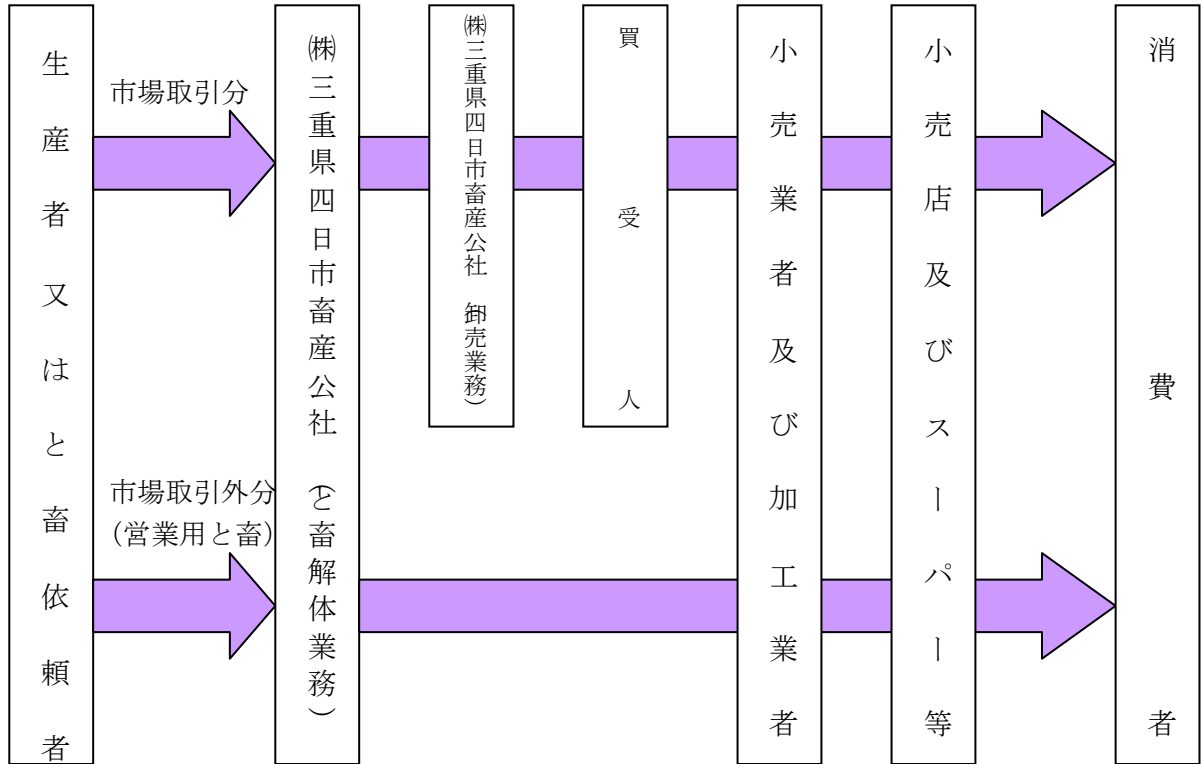 生産者又はと畜依頼者
市場取引分
市場取引外分
(営業用と畜)
㈱三重県四日市畜産公社 (と畜解体業務)
㈱三重県四日市畜産公社 (卸売業務)
買受人
小売業者及び加工業者
小売店及びスーパー等
消費者